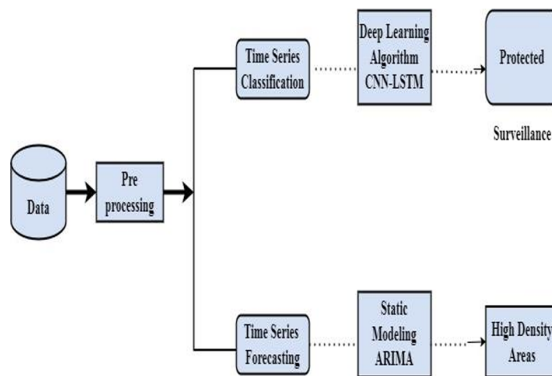 Data
Pre
processing
Time Series
Classification
Deep Learning
Algorithm
CNN-LSTM
Protected
Surveillance
Time Series
Forecasting
Static
Modeling
ARIMA
High Density
Areas